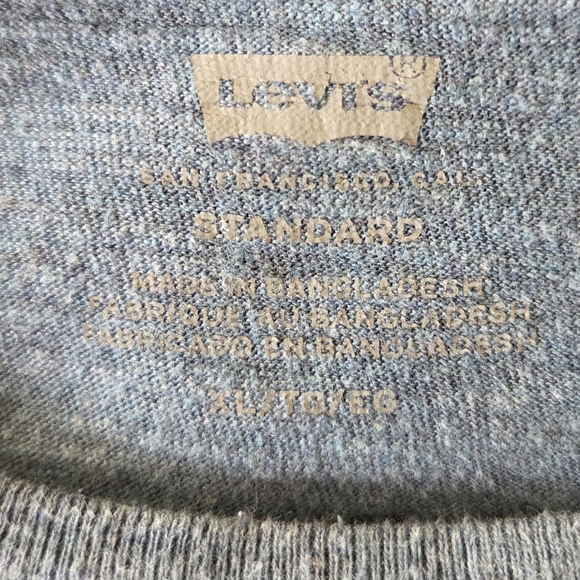 Levi's®
SAN FRANCISCO, CAL.
STANDARD
MADE IN BANGLADESH
FABRIQUE AU BANGLADESH
FABRICADO EN BANGLADESH
XL/TG/EG